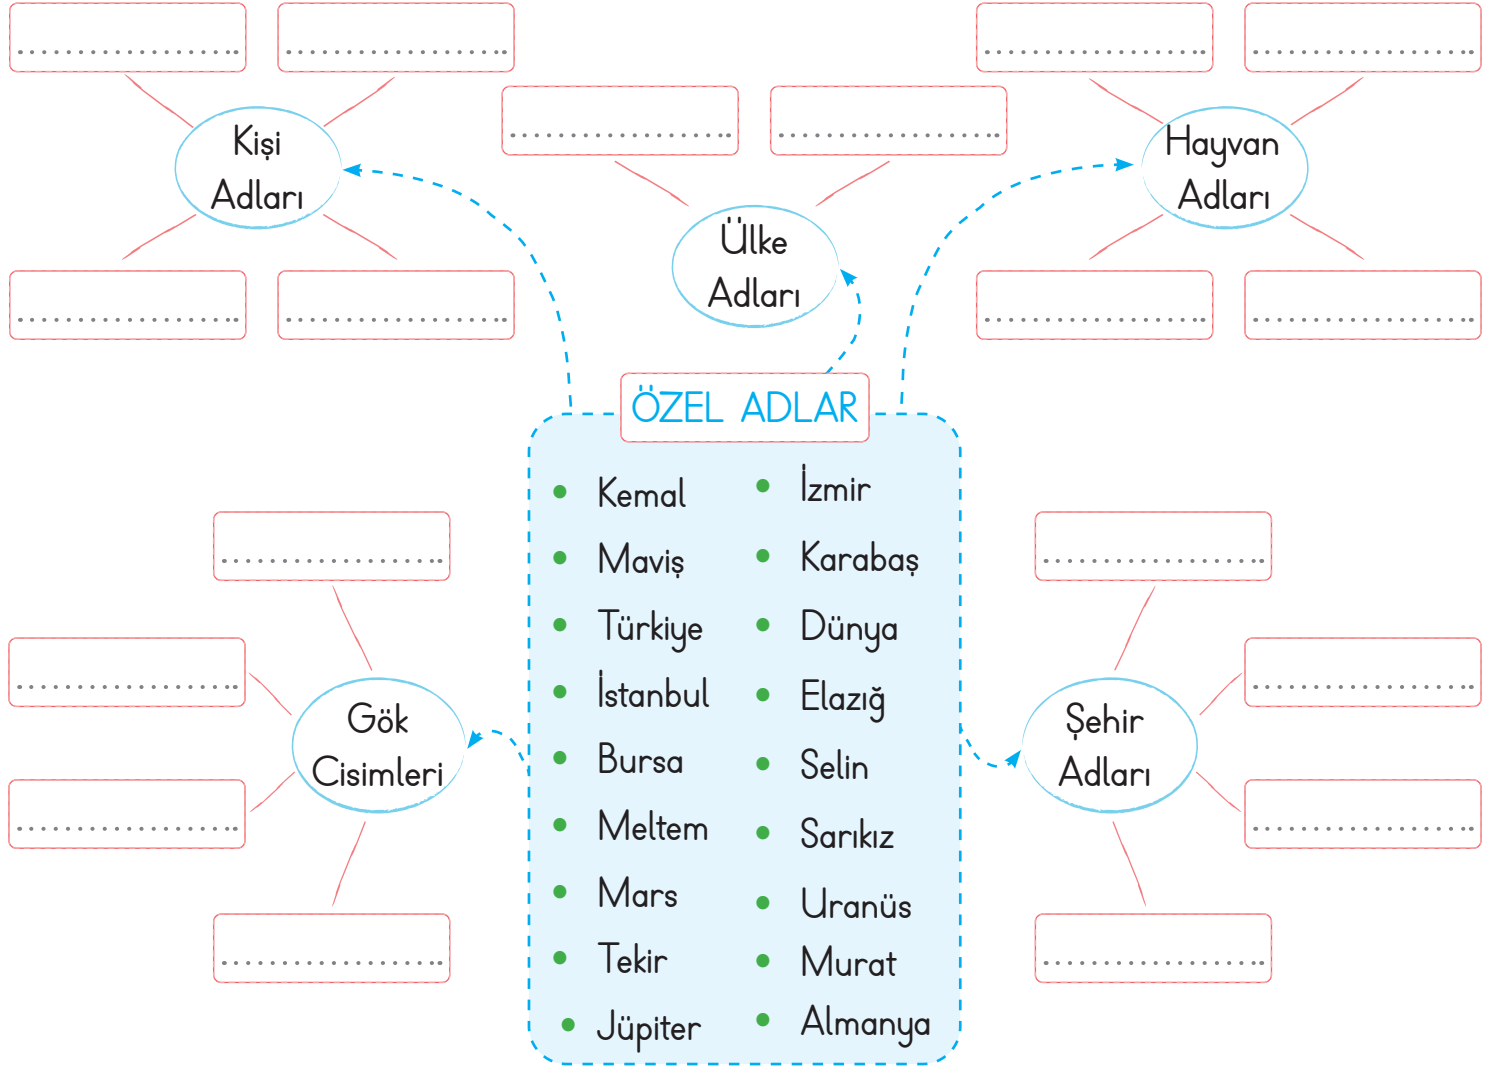 Kişi
Adları
Ülke
Adları
Hayvan
Adları
ÖZEL ADLAR
Kemal
Maviş
Türkiye
İstanbul
Bursa
Meltem
Mars
Tekir
Jüpiter
İzmir
Karabaş
Dünya
Elazığ
Selin
Sarıkız
Uranüs
Murat
Almanya
Gök
Cisimleri
Şehir
Adları